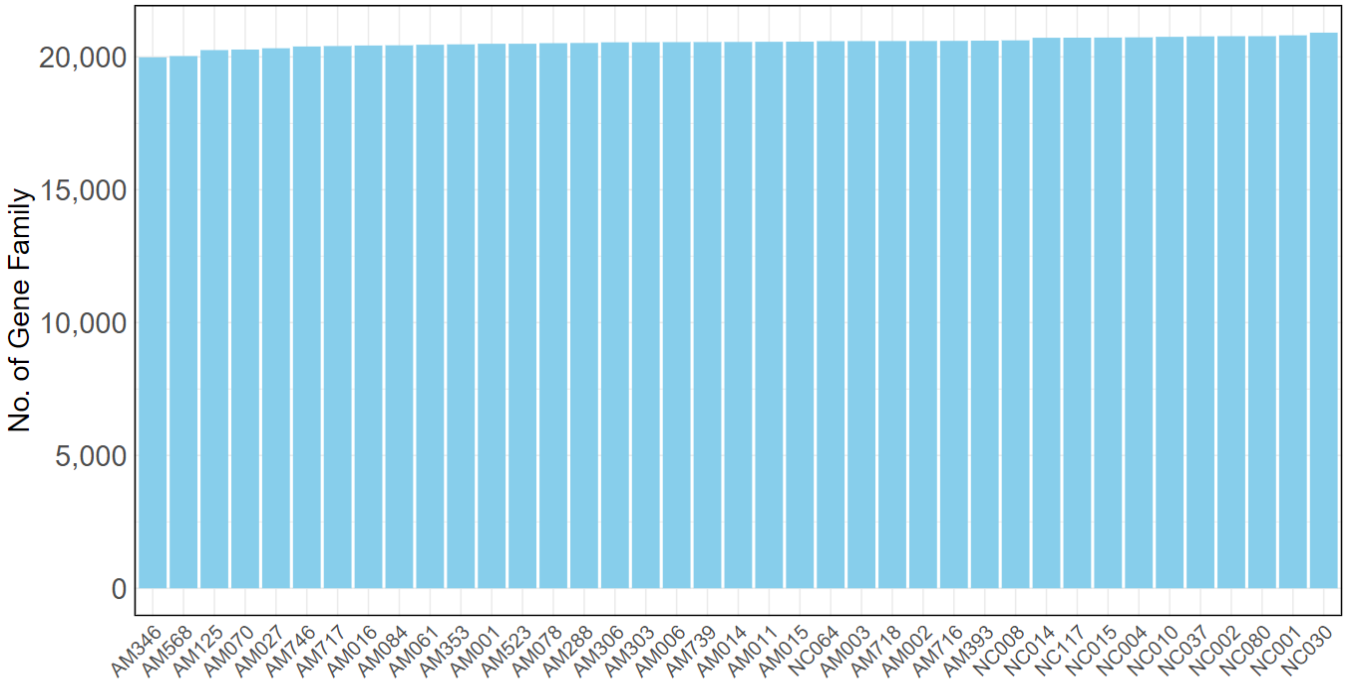 No. of Gene Family
20,000
15,000
10,000
5,000
0
AM346
AM568
AM125
AM070
AM027
AM746
AM717
AM016
AM084
AM061
AM353
AM001
AM523
AM078
AM288
AM306
AM303
AM006
AM739
AM014
AM011
AM015
NC064
AM003
AM718
AM002
AM716
AM393
NC008
NC014
NC117
NC015
NC004
NC010
NC037
NC002
NC080
NC001
NC030